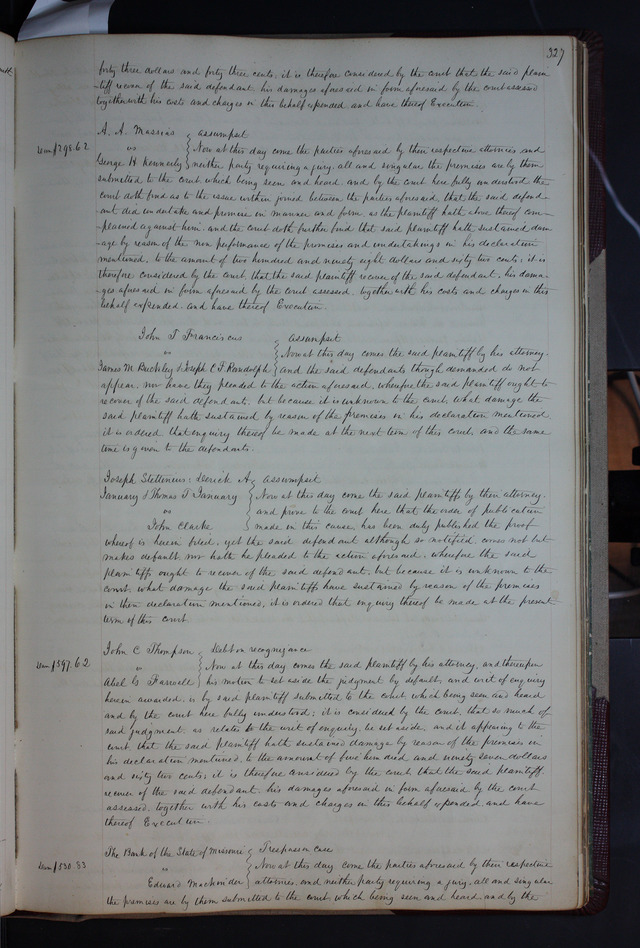 327
forty three dollars and forty three cents, it is therefore considered by the court that the said plain
-tiff recover of the said defendant, his damages aforesaid in form aforesaid by the court assessed
together with his costs and charges in this behalf expended and have thereof Execution.
A. A. Massias assumpsit
$298.62 vs Now at this day come the parties aforesaid by their respective attornies and
George H Kennerly neither party requiring a jury, all and singular the premises are by them
submitted to the court, which being seen and heard, and by the court here fully understood the
court doth find as to the issue within joined between the parties aforesaid, that the said defend
-ant did undertake and promise in manner and form as the plaintiff hath above thereof com-
plained against him. and the court doth further find that said plaintiff hath sustained dam-
-age by reason of the non performance of the promises and undertakings in his declaration
mentioned, to the amount of two hundred and ninety eight dollars and sixty two cents; it is
therefore considered by the court, that the said plaintiff recover of the said defendant, his dama-
-ges aforesaid in form aforesaid by the court assessed, together with his costs and charges in this
behalf expended, and have thereof Execution.
John T Franciscus assumpsit
vs Now at this day comes the said plaintiff by his attorney.
James M. Buckley & Joseph C F Randolph and the said defendants though demanded do not
appear, nor have they pleaded to the action aforesaid, wherefore the said plaintiff ought to
recover of the said defendant, but because it is unknown to the court, what damage the
said plaintiff hath sustained by reason of the premises in his declaration mentioned,
it is ordered that enquiry thereof be made at the next term of this court, and the same
time is given to the defendants.
Joseph Stettinius, Derick A assumpsit
January & Thomas T January Now at this day come the said plaintiffs by their attorney.
vs and prove to the court here that the order of publication
John Clarke made in this cause, has been duly published the proof
whereof is herein filed, yet the said defendant although so notified, comes not but
makes default, nor hath he pleaded to the action aforesaid. wherefore the said
plaintiffs ought to recover of the said defendant, but because it is unknown to the
court, what damage the said plaintiffs have sustained by reason of the premises
in their declaration mentioned, it is ordered that enquiry thereof be made at the present
term of this court
John C Thompson Debt on recognizance
$597.62 vs Now at this day comes the said plaintiff by his attorney, and thereupon
Abel G Farwell his motion to set aside the judgment by default, and writ of enquiry
herein awarded, is by said plaintiff submitted to the court which being seen and heard
and by the court here fully understood; it is considered by the court, that so much of
said judgment as relates to the writ of enquiry, be set aside, and it appearing to the
court that the said plaintiff hath sustained damage by reason of the premises in
his declaration mentioned, to the amount of five hundred and ninety seven dollars
and sixty two cents; it is therefore considered by the court that the said plaintiff,
recover of the said defendant, his damages aforesaid in form aforesaid by the court
assessed, together with his costs and charges in this behalf expended, and have
thereof Execution.
The Bank of the State of Missouri Trespass on case
$530.83 vs Now at this day come the parties aforesaid by their respective
Edward attornies, and neither party requiring a jury, all and singular
the premises are by them submitted to the court, which being seen and heard, and by the